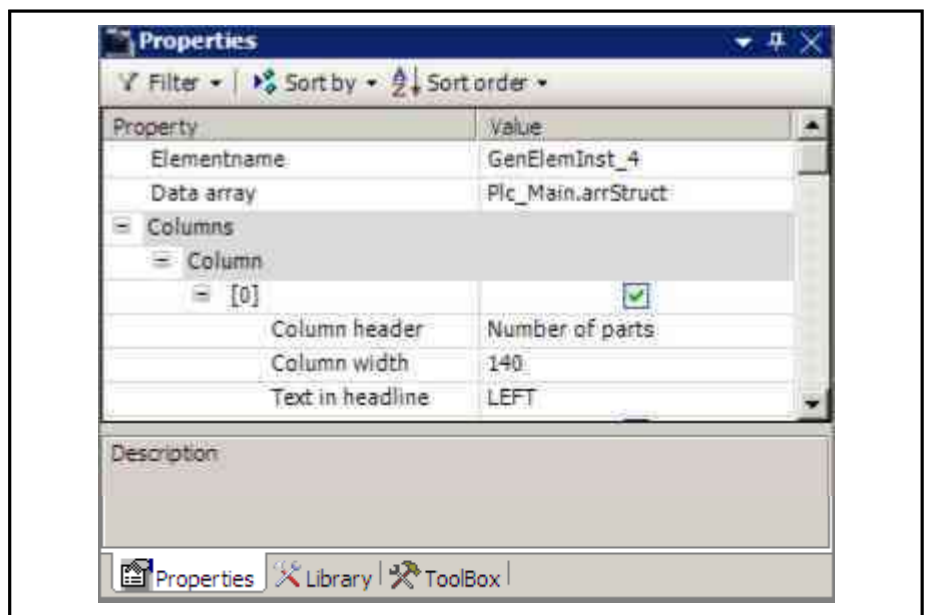 Properties
Filter Sort by Sort order
Property Value
Elementname GenElemInst_4
Data array Plc_Main.arrStruct
Columns
Column
[0]
Column header Number of parts
Column width 140
Text in headline LEFT
Description
Properties Library ToolBox